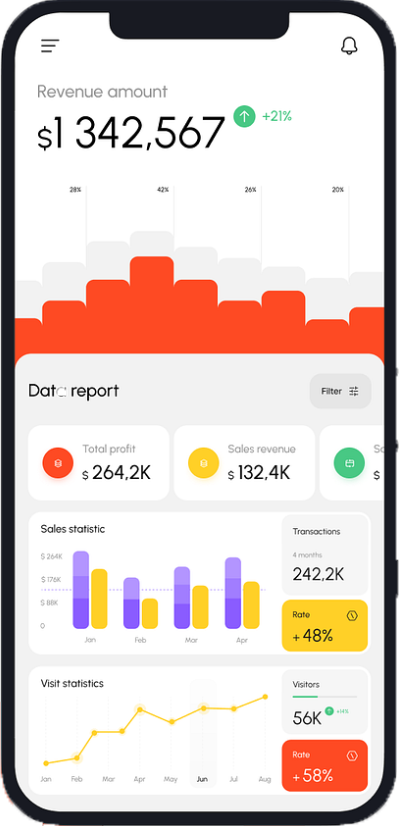 Revenue amount
$1 342,567 +21%
28% 42% 26% 20%
Data report
Filter
Total profit
$ 264,2K
Sales revenue
$ 132,4K
$
Sales statistic
$ 264K
$ 176K
$ 88K
0
Jan Feb Mar Apr
Transactions
4 months
242,2K
Rate
+ 48%
Visit statistics
Jan Feb Mar Apr May Jun Jul Aug
Visitors
56K +14%
Rate
+ 58%